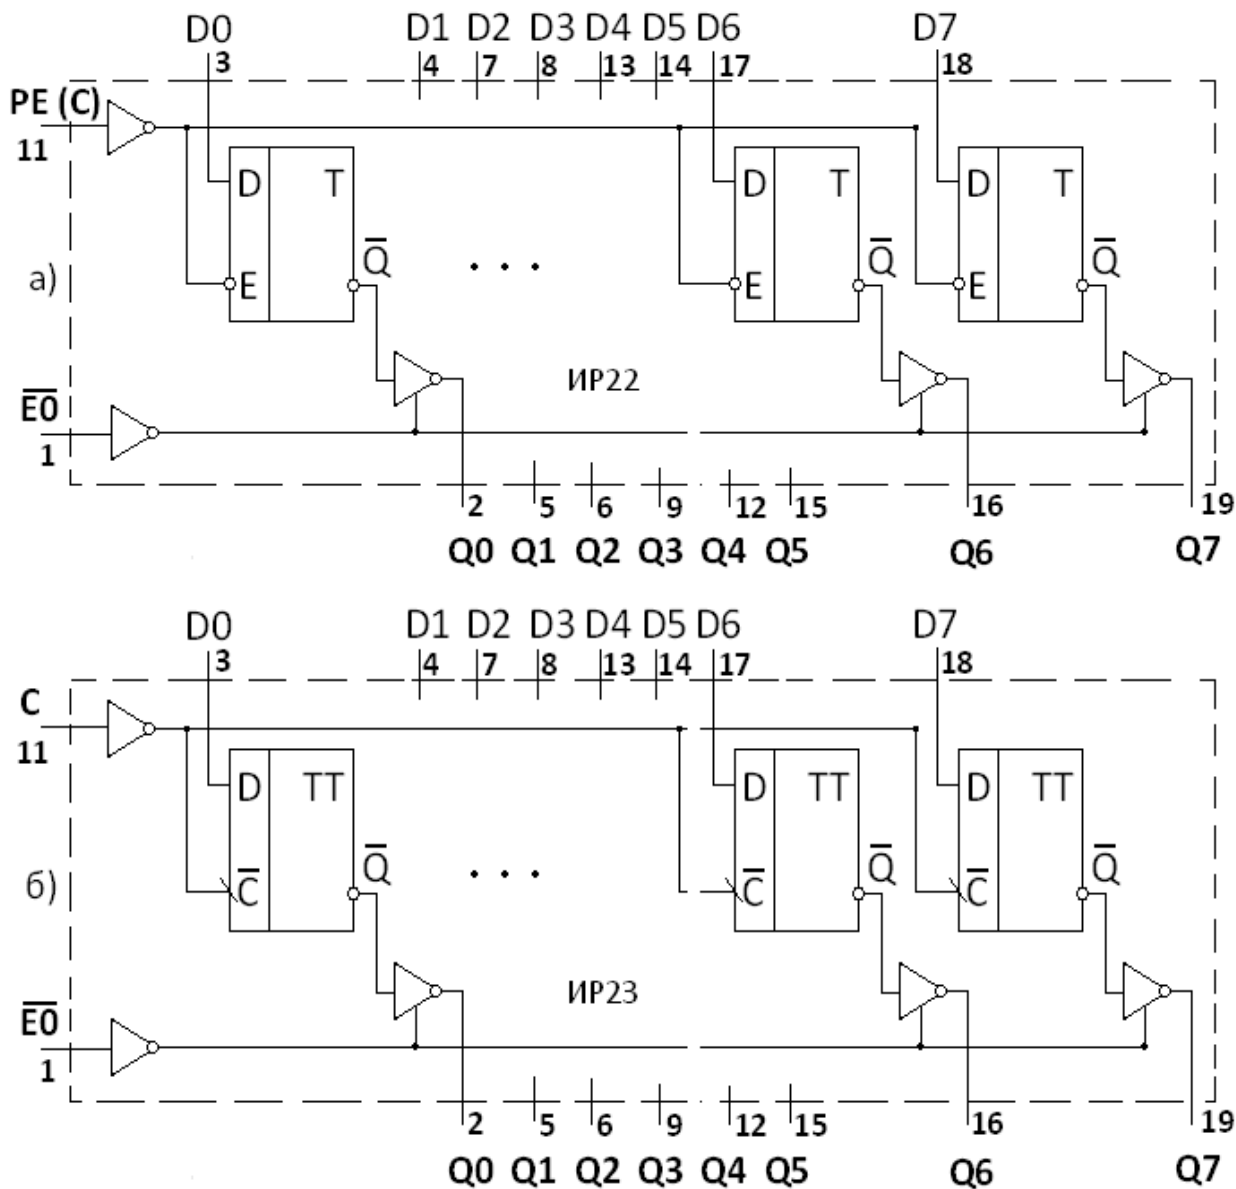 D0 D1 D2 D3 D4 D5 D6 D7
3 4 7 8 13 14 17 18
PE (C)
11
D T D T D T
Q̅ Q̅ Q̅
а)
E E E
ИР22
E̅0̅
1
2 5 6 9 12 15 16 19
Q0 Q1 Q2 Q3 Q4 Q5 Q6 Q7
D0 D1 D2 D3 D4 D5 D6 D7
3 4 7 8 13 14 17 18
C
11
D TT D TT D TT
Q̅ Q̅ Q̅
б)
C̅ C̅ C̅
ИР23
E̅0̅
1
2 5 6 9 12 15 16 19
Q0 Q1 Q2 Q3 Q4 Q5 Q6 Q7